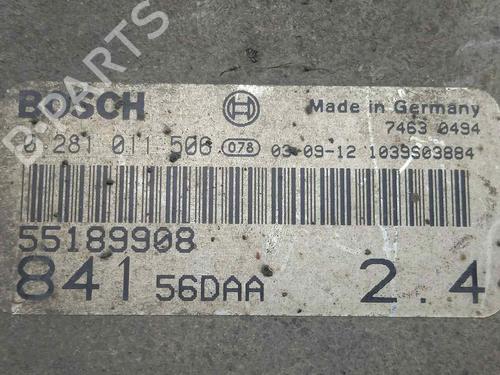 B-PARTS
BOSCH Made in Germany
7463 0494
0 281 011 506 078 03-09-12 1039S03884
55189908
841 56DAA 2.4